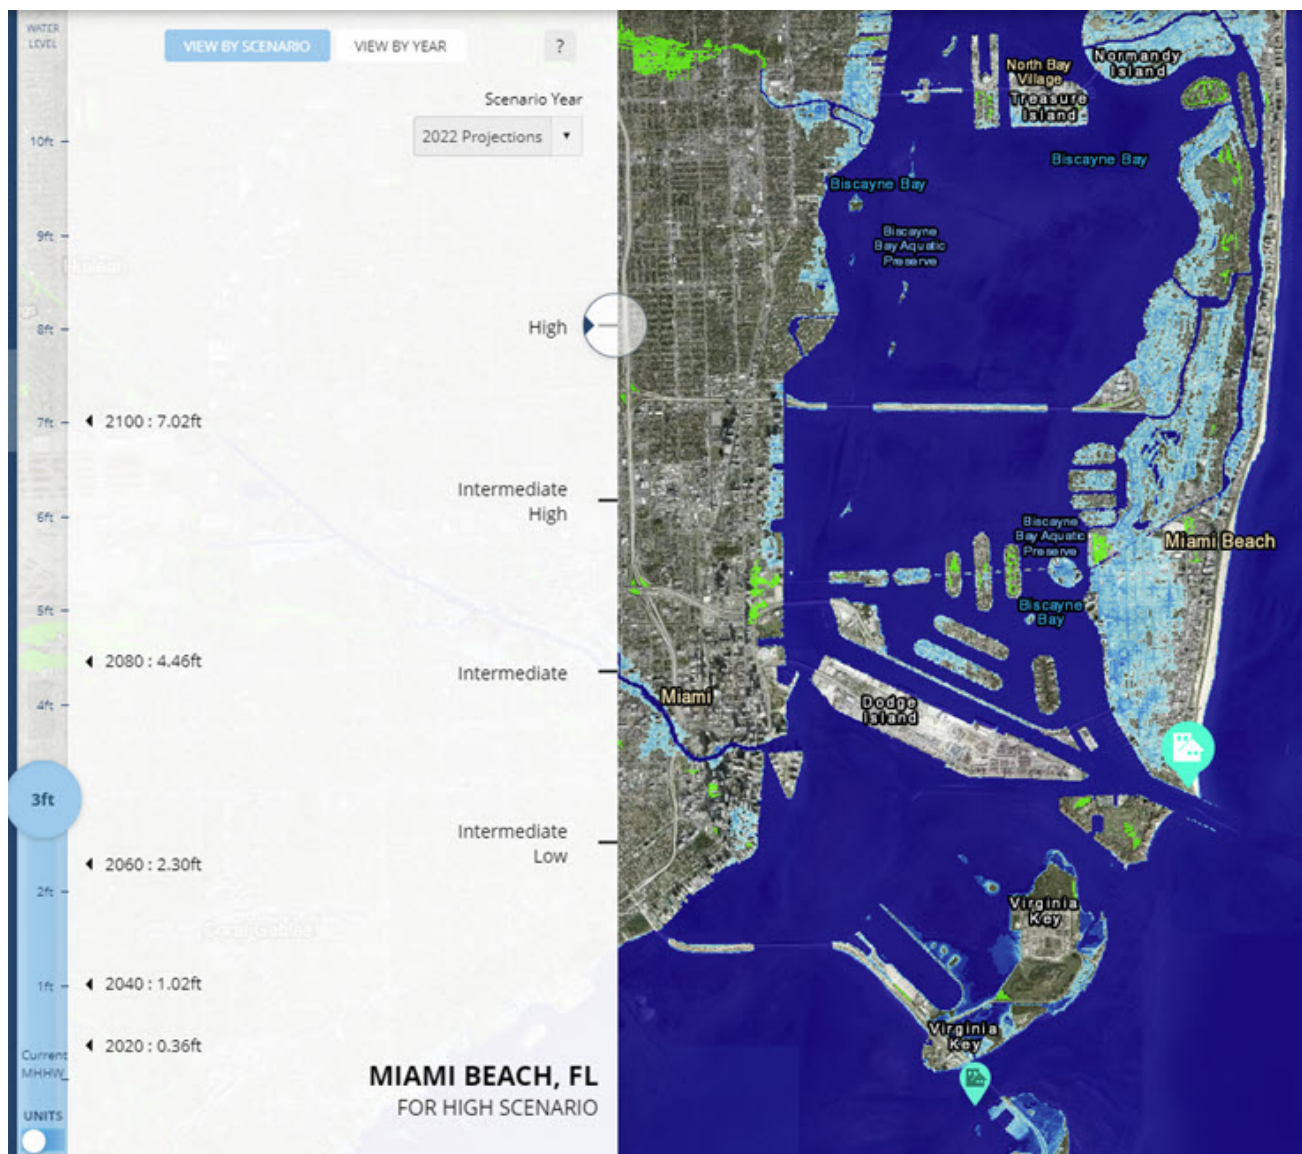 WATER
LEVEL
VIEW BY SCENARIO
VIEW BY YEAR
?
Scenario Year
2022 Projections
10ft
9ft
8ft
7ft
6ft
5ft
4ft
3ft
2ft
1ft
Current
MHHW
UNITS
High
2100 : 7.02ft
Intermediate
High
2080 : 4.46ft
Intermediate
Intermediate
Low
2060 : 2.30ft
Coral Gables
2040 : 1.02ft
2020 : 0.36ft
MIAMI BEACH, FL
FOR HIGH SCENARIO
Normandy
Island
North Bay
Village
Treasure
Island
Biscayne Bay
Biscayne Bay
Biscayne
Bay Aquatic
Preserve
Biscayne
Bay Aquatic
Preserve
Miami Beach
Biscayne
Bay
Miami
Dodge
Island
Virginia
Key
Virginia
Key